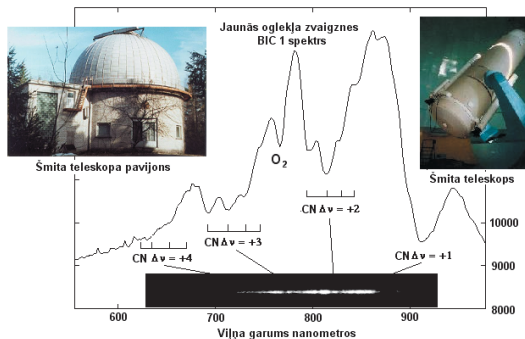 Jaunās oglekļa zvaigznes
BIC 1 spektrs
Šmita teleskopa pavijons
Šmita teleskops
O2
CN Δν = +2
CN Δν = +3
CN Δν = +4
CN Δν = +1
10000
9000
8000
600
700
800
900
Viļņa garums nanometros